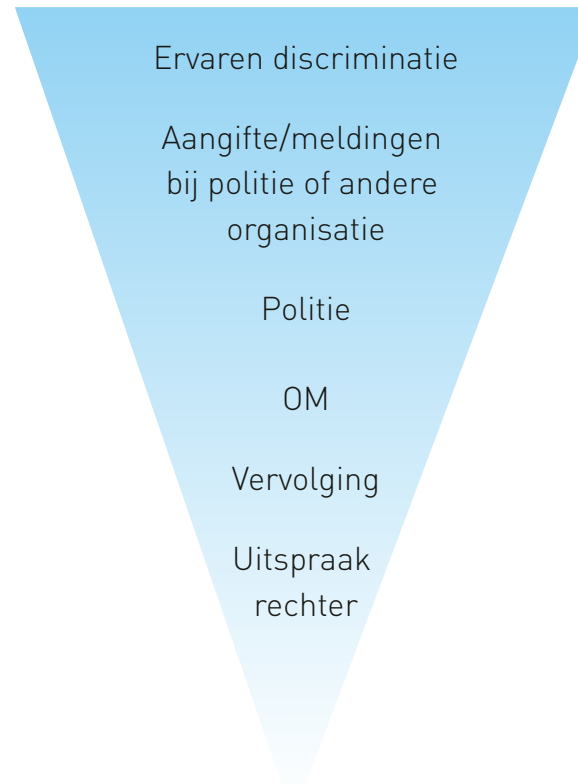 Ervaren discriminatie
Aangifte/meldingen
bij politie of andere
organisatie
Politie
OM
Vervolging
Uitspraak
rechter